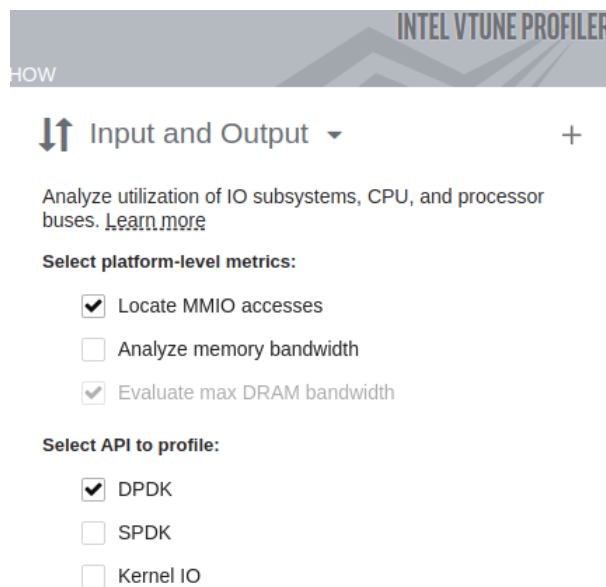 INTEL VTUNE PROFILER
HOW
Input and Output
Analyze utilization of IO subsystems, CPU, and processor
buses. Learn more
Select platform-level metrics:
Locate MMIO accesses
Analyze memory bandwidth
Evaluate max DRAM bandwidth
Select API to profile:
DPDK
SPDK
Kernel IO